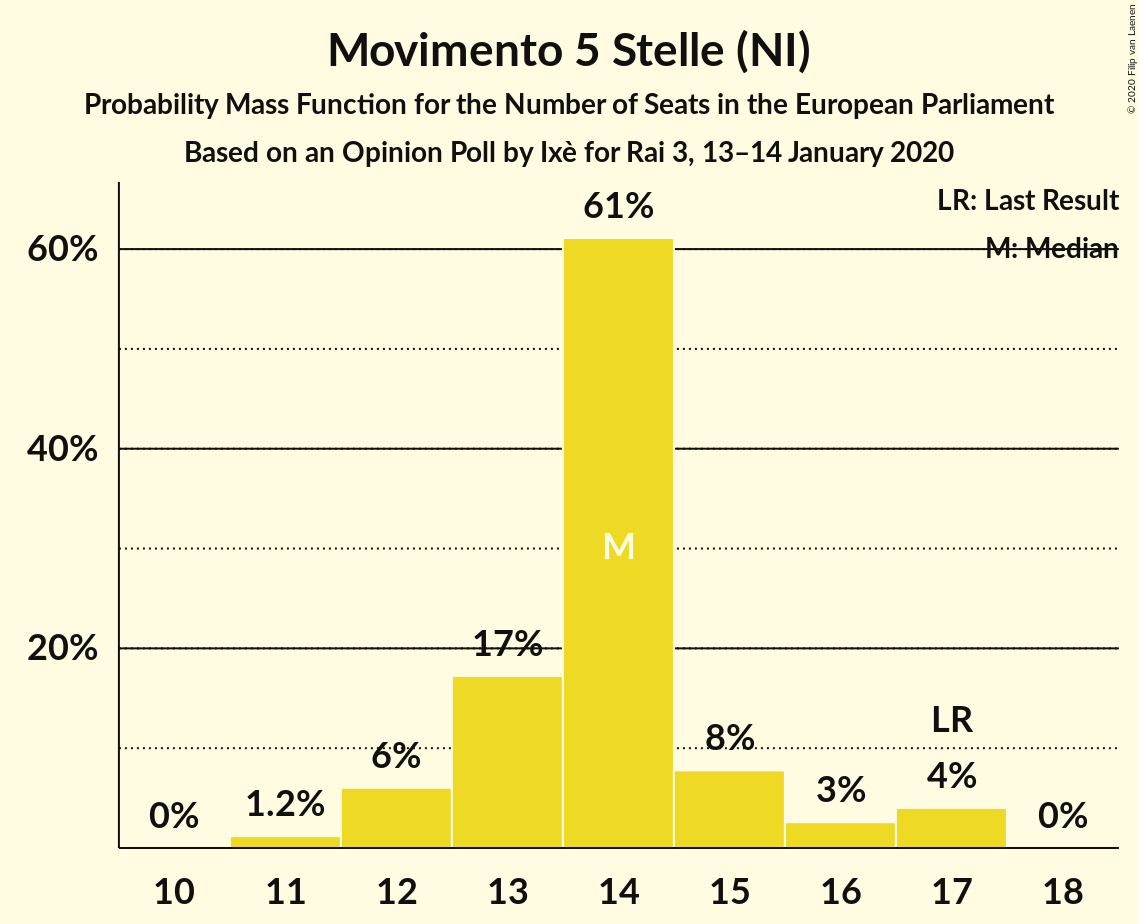 Movimento 5 Stelle (NI)
Probability Mass Function for the Number of Seats in the European Parliament
Based on an Opinion Poll by Ixè for Rai 3, 13–14 January 2020
© 2020 Filip van Laenen
LR: Last Result
M: Median
60%
40%
20%
0%
1.2%
6%
17%
61%
M
8%
3%
LR
4%
0%
10 11 12 13 14 15 16 17 18